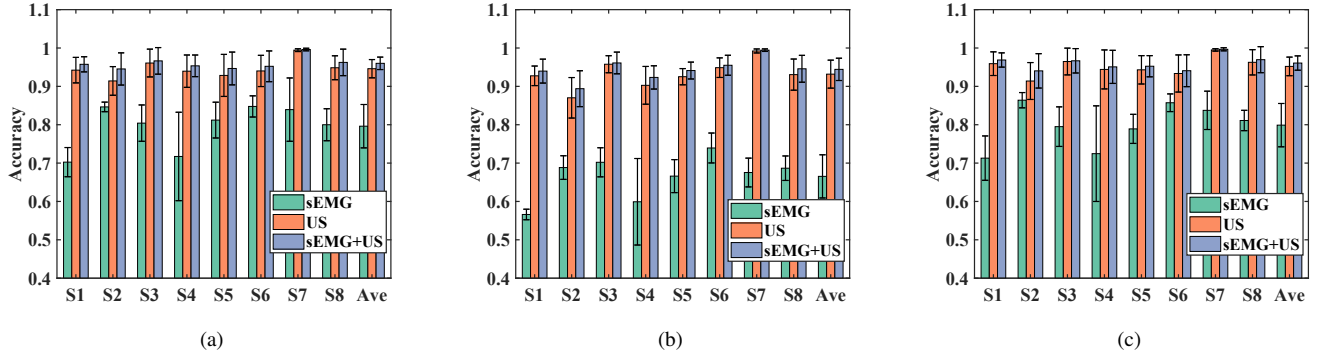 1.1
1
0.9
0.8
0.7
0.6
0.5
0.4
Accuracy
sEMG
US
sEMG+US
S1 S2 S3 S4 S5 S6 S7 S8 Ave
(a)
1.1
1
0.9
0.8
0.7
0.6
0.5
0.4
Accuracy
sEMG
US
sEMG+US
S1 S2 S3 S4 S5 S6 S7 S8 Ave
(b)
1.1
1
0.9
0.8
0.7
0.6
0.5
0.4
Accuracy
sEMG
US
sEMG+US
S1 S2 S3 S4 S5 S6 S7 S8 Ave
(c)